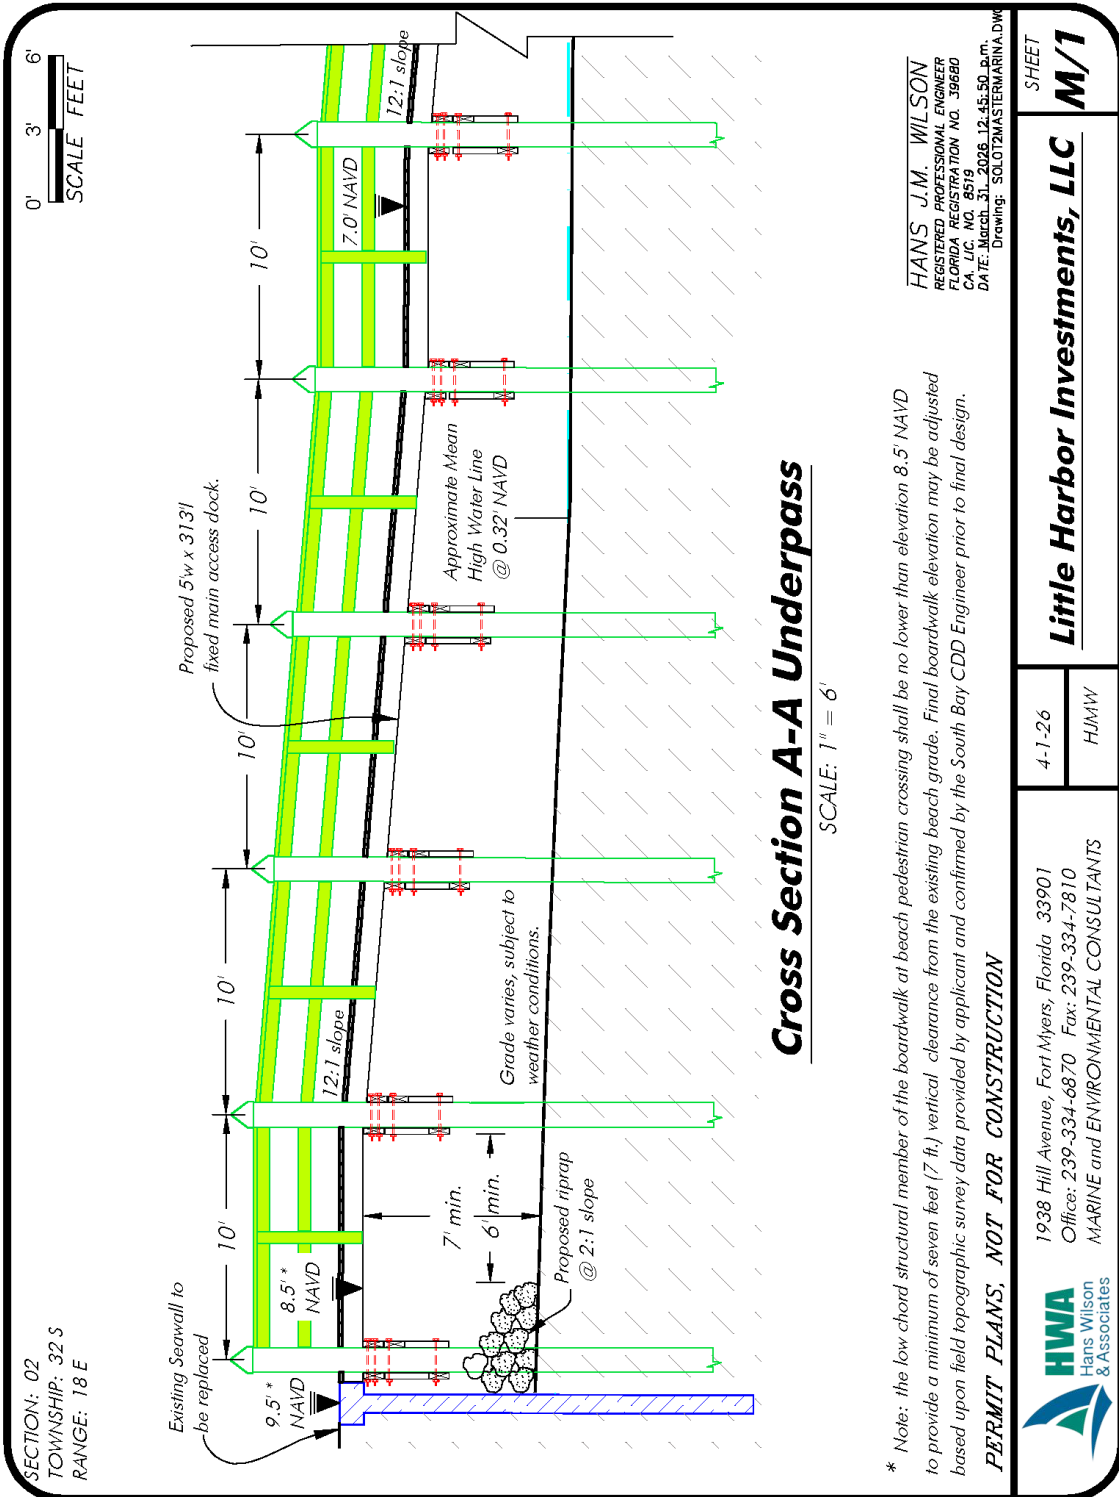 SECTION: 02
TOWNSHIP: 32 S
RANGE: 18 E
0' 3' 6'
SCALE FEET
Existing Seawall to
be replaced
9.5' *
NAVD
8.5' *
NAVD
10'
10'
10'
10'
10'
Proposed 5'w x 313'l
fixed main access dock.
12:1 slope
7.0' NAVD
12:1 slope
7' min.
6' min.
Proposed riprap
@ 2:1 slope
Grade varies, subject to
weather conditions.
Approximate Mean
High Water Line
@ 0.32' NAVD
Cross Section A-A Underpass
SCALE: 1" = 6'
* Note: the low chord structural member of the boardwalk at beach pedestrian crossing shall be no lower than elevation 8.5' NAVD
to provide a minimum of seven feet (7 ft.) vertical clearance from the existing beach grade. Final boardwalk elevation may be adjusted
based upon field topographic survey data provided by applicant and confirmed by the South Bay CDD Engineer prior to final design.
PERMIT PLANS, NOT FOR CONSTRUCTION
HANS J.M. WILSON
REGISTERED PROFESSIONAL ENGINEER
FLORIDA REGISTRATION NO. 39680
CA. LIC. NO. 8519
DATE: March 31, 2026 12:45:50 p.m.
Drawing: SOLOT2MASTERMARINA.DWG
HWA
Hans Wilson
& Associates
1938 Hill Avenue, Fort Myers, Florida 33901
Office: 239-334-6870 Fax: 239-334-7810
MARINE and ENVIRONMENTAL CONSULTANTS
4-1-26
HJMW
Little Harbor Investments, LLC
SHEET
M/1